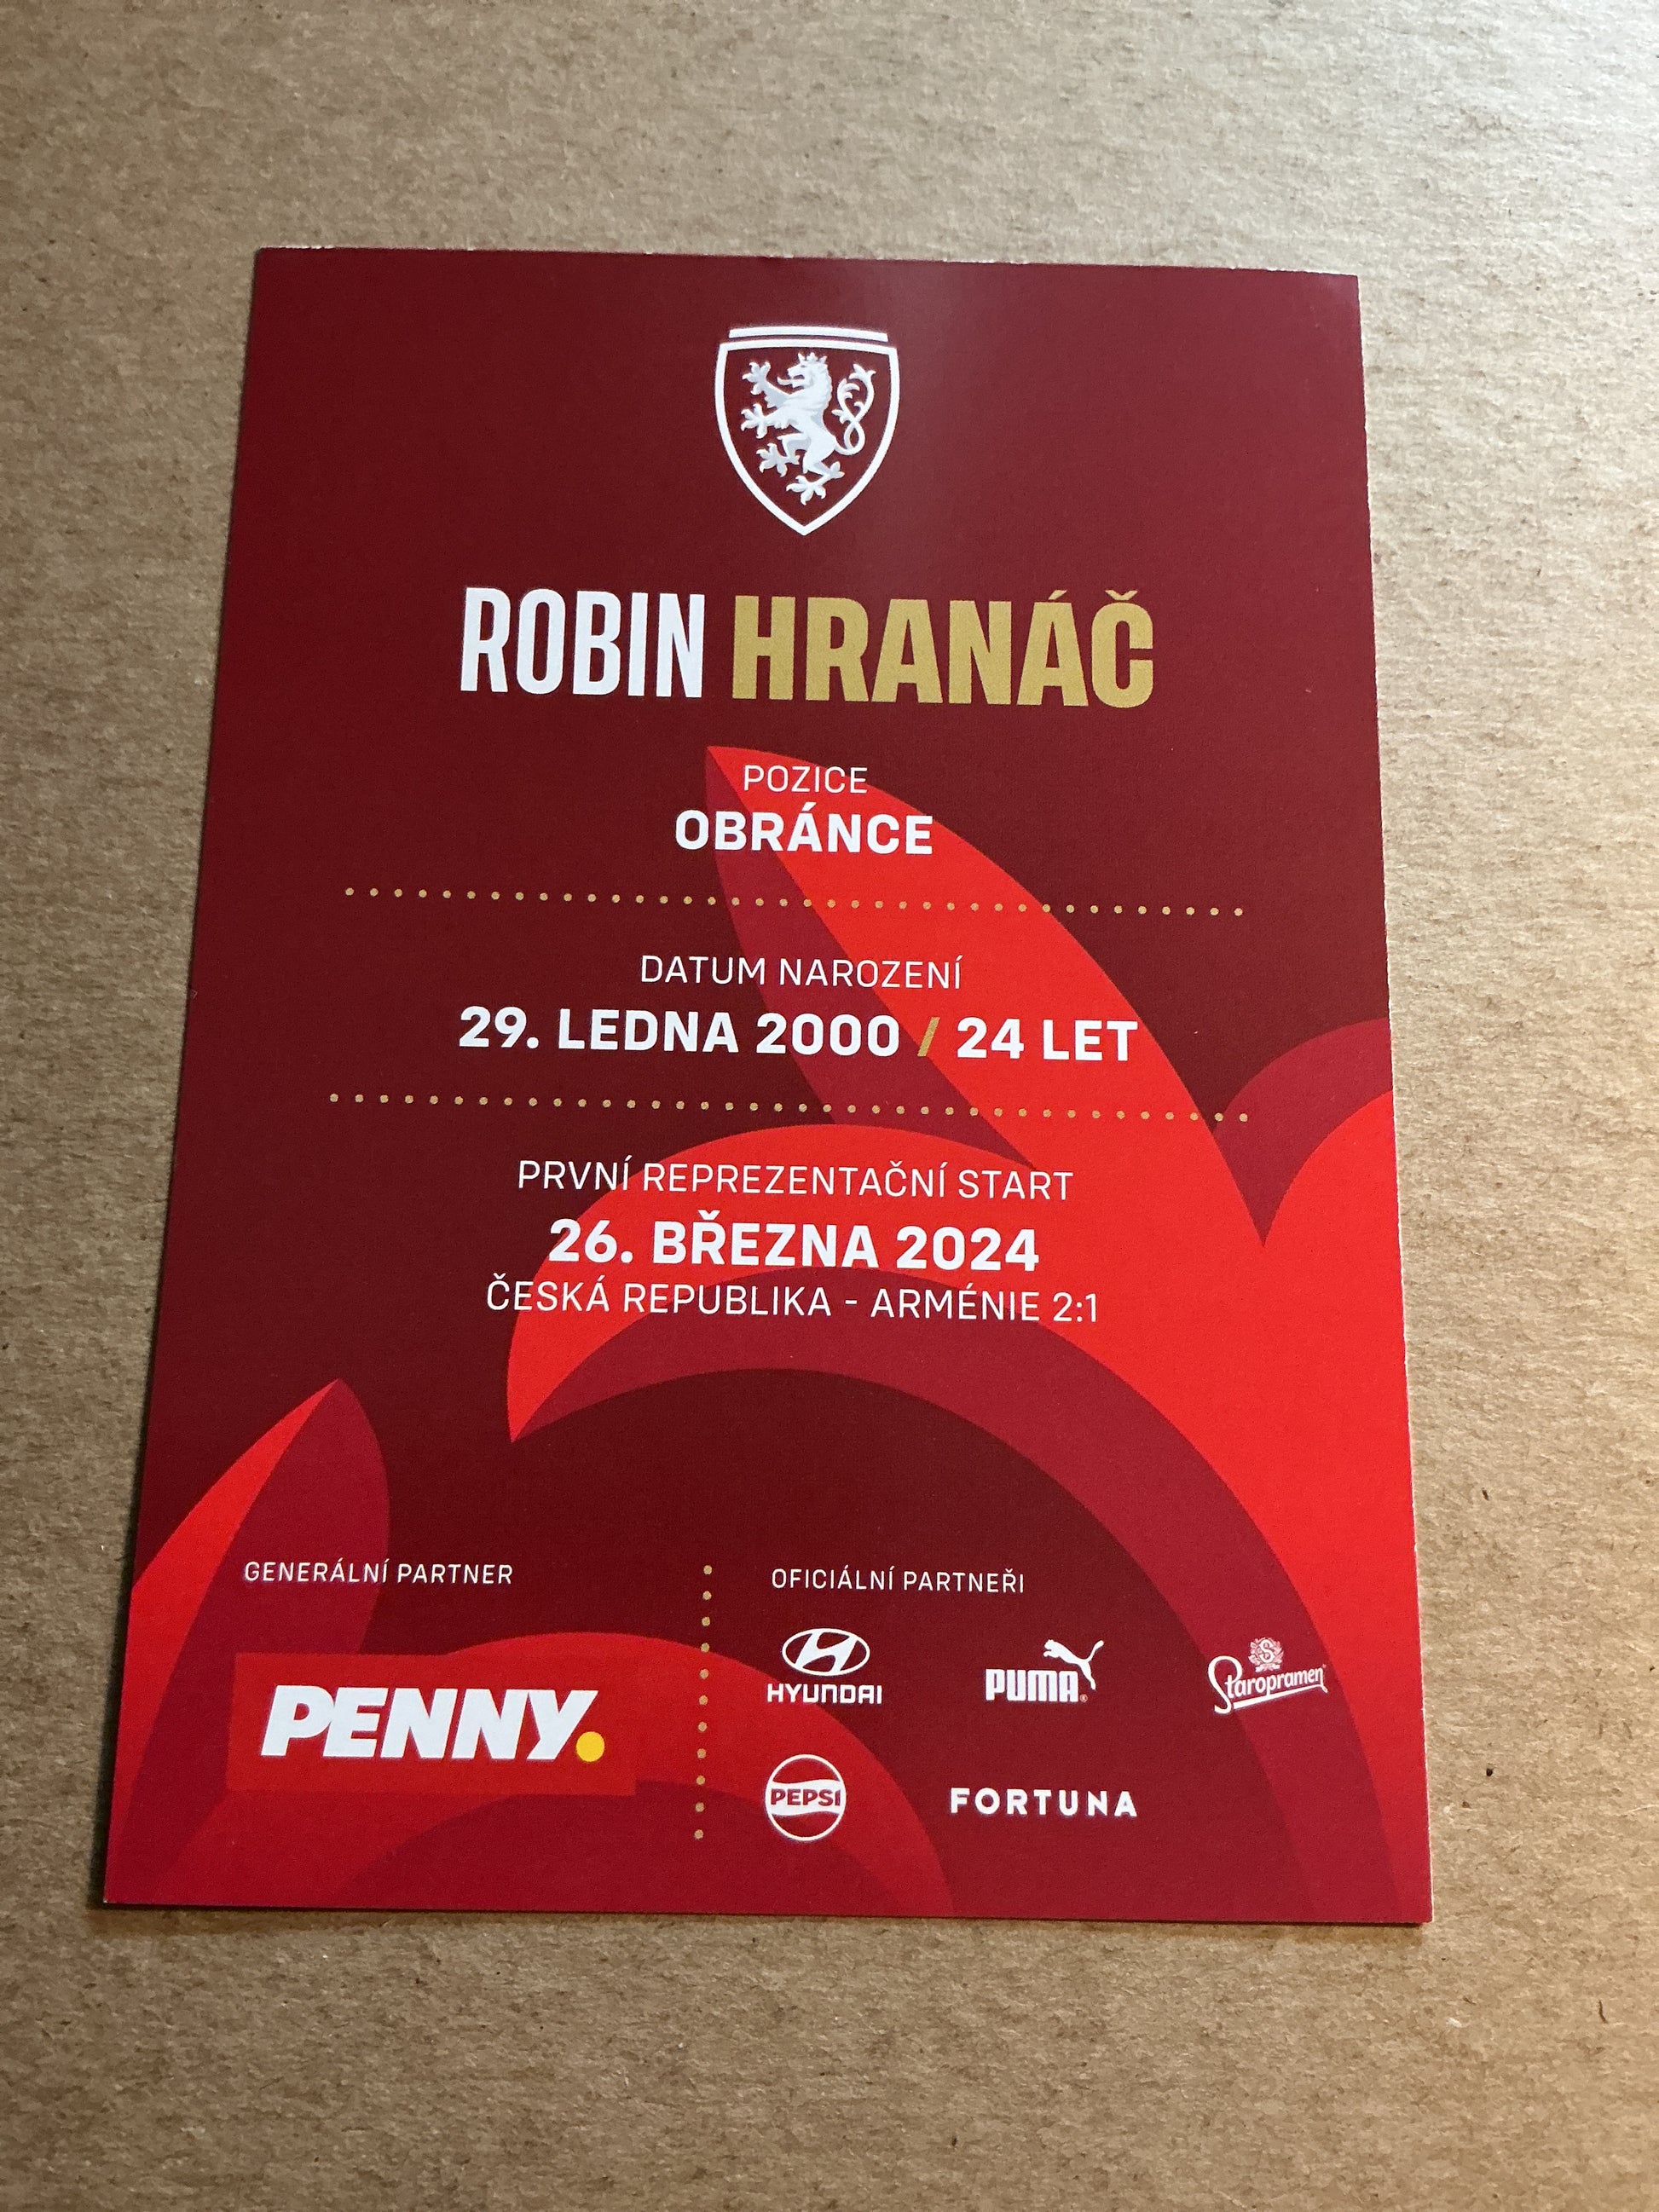 ROBIN HRANÁČ
POZICE
OBRÁNCE
DATUM NAROZENÍ
29. LEDNA 2000 / 24 LET
PRVNÍ REPREZENTAČNÍ START
26. BŘEZNA 2024
ČESKÁ REPUBLIKA - ARMÉNIE 2:1
GENERÁLNÍ PARTNER
PENNY.
OFICIÁLNÍ PARTNEŘI
HYUNDAI
PUMA
Staropramen
PEPSI
FORTUNA